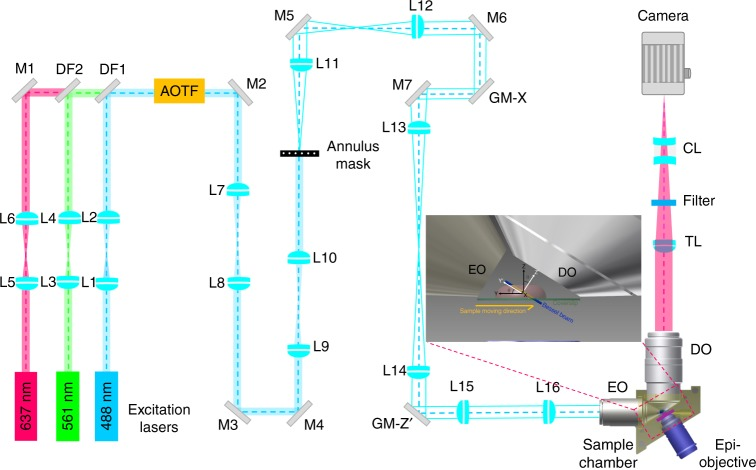 L12
Camera
M5
M6
M1
DF2
DF1
M2
L11
M7
AOTF
GM-X
L13
Annulus
mask
CL
L7
Filter
L6
L4
L2
TL
EO
DO
L10
L5
L3
L1
L8
Sample moving direction
Bessel beam
L9
DO
L14
L15
L16
EO
637 nm
561 nm
488 nm
Excitation
lasers
M3
M4
GM-Z′
Sample
chamber
Epi-
objective